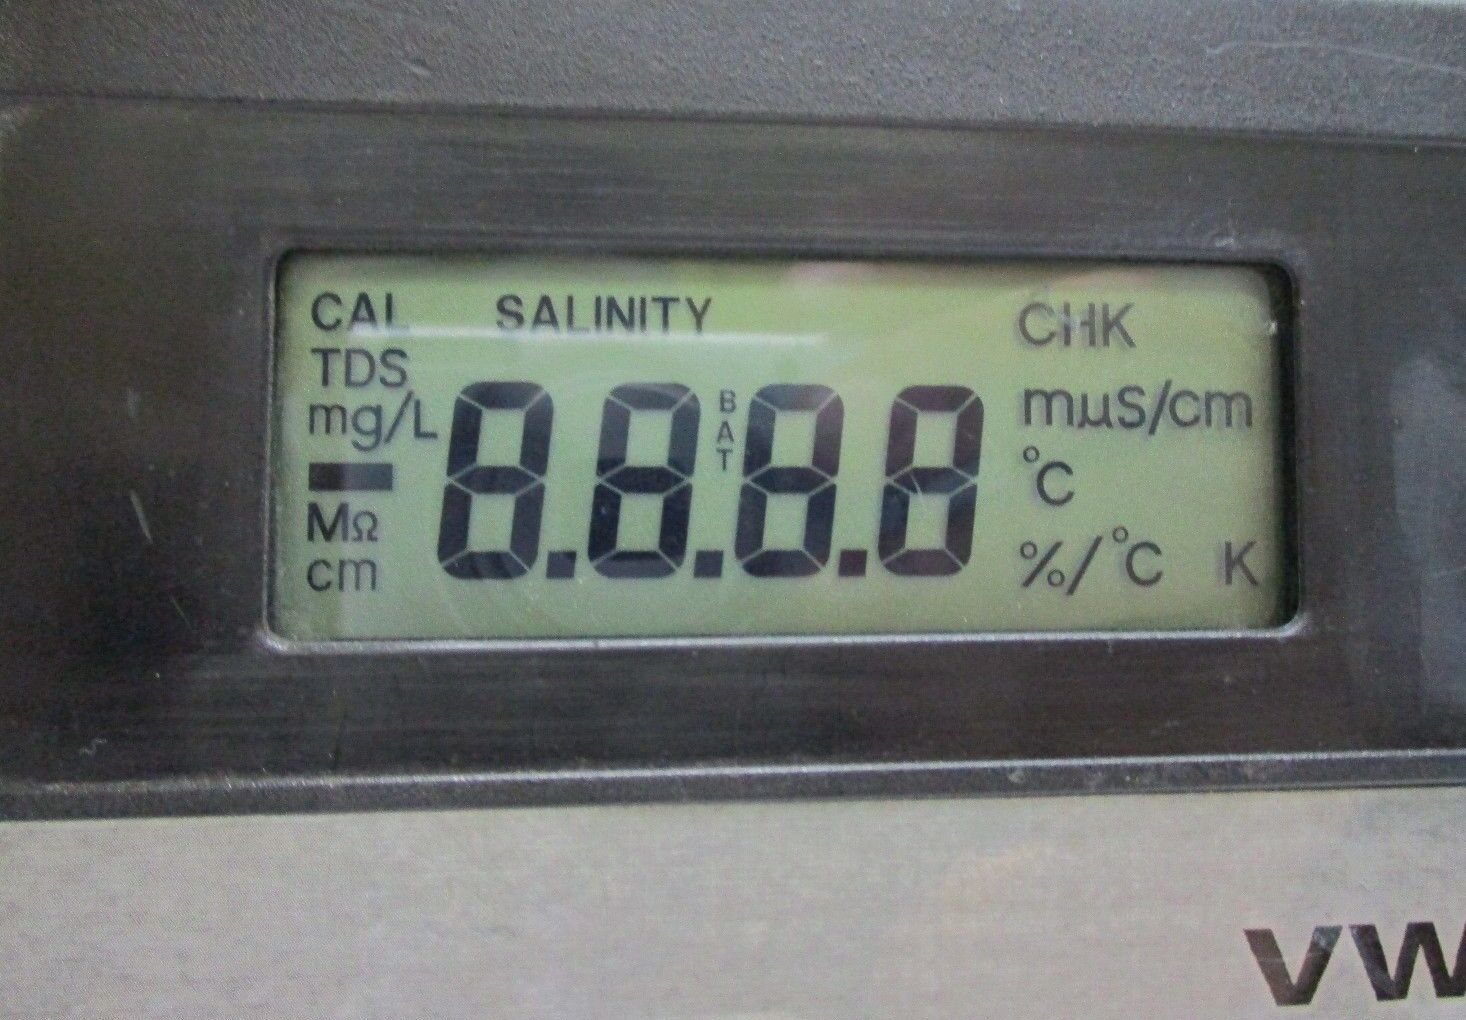 CAL SALINITY CHK
TDS
mg/L BAT mµS/cm
8.8.8.8 °C
MΩ
cm %/°C K
VW